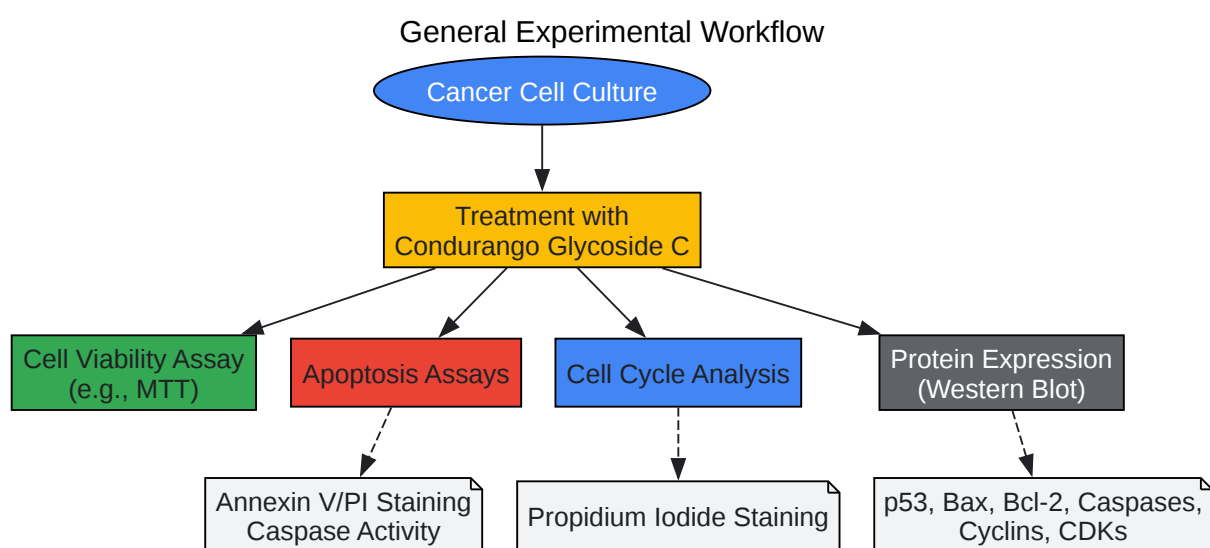 General Experimental Workflow
Cancer Cell Culture
Treatment with
Condurango Glycoside C
Cell Viability Assay
(e.g., MTT)
Apoptosis Assays
Cell Cycle Analysis
Protein Expression
(Western Blot)
Annexin V/PI Staining
Caspase Activity
Propidium Iodide Staining
p53, Bax, Bcl-2, Caspases,
Cyclins, CDKs